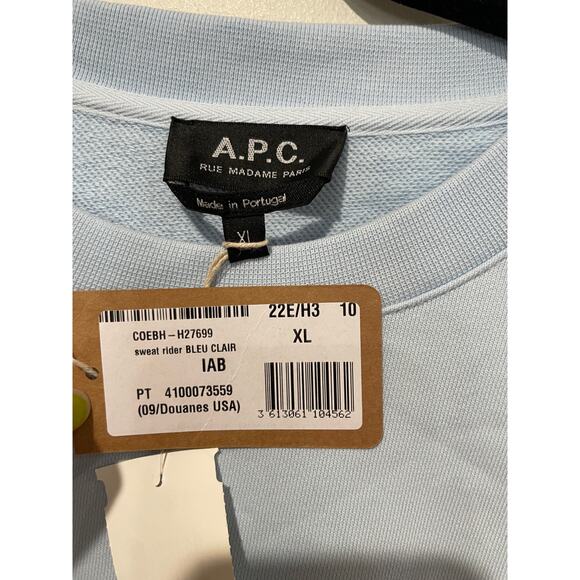 A.P.C.
RUE MADAME PARIS
Made in Portugal
XL
22E/H3 10
COEBH-H27699
sweat rider BLEU CLAIR
XL
IAB
PT 4100073559
(09/Douanes USA)
3 613061 104562